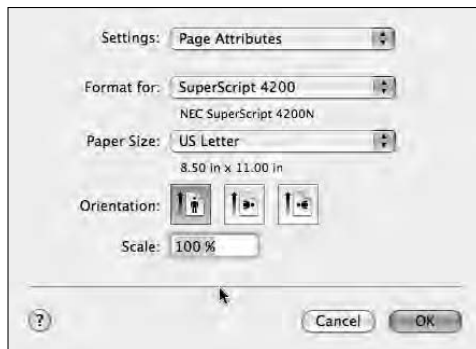 Settings: Page Attributes
Format for: SuperScript 4200
NEC SuperScript 4200N
Paper Size: US Letter
8.50 in x 11.00 in
Orientation:
Scale: 100 %
? Cancel OK